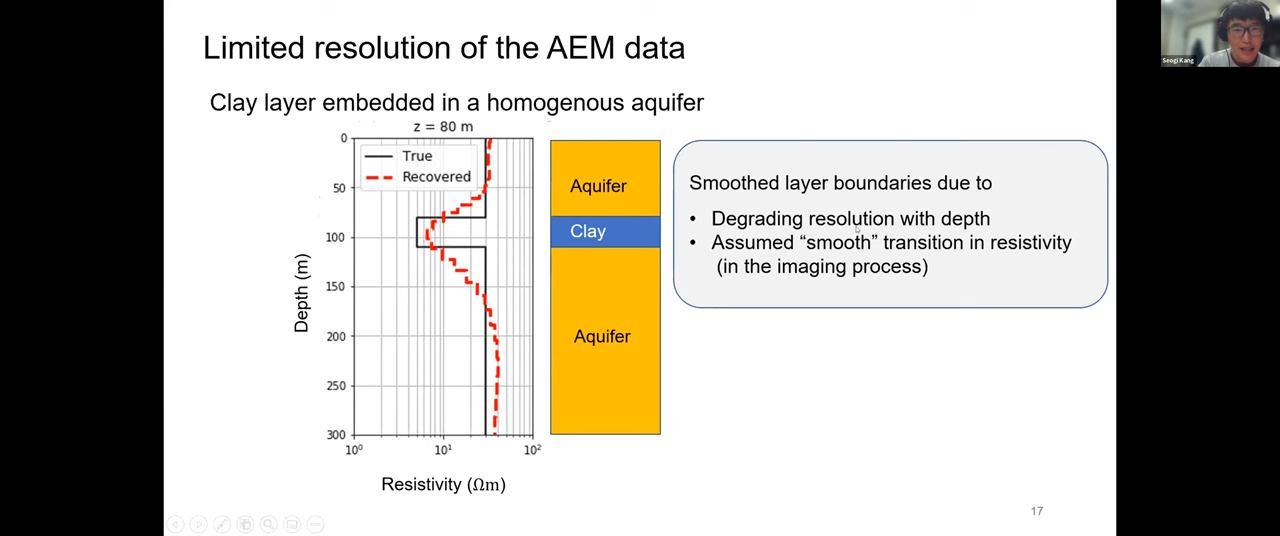 Limited resolution of the AEM data
Seogi Kang
Clay layer embedded in a homogenous aquifer
z = 80 m
True
Recovered
0
50
100
150
200
250
300
Depth (m)
10⁰
10¹
10²
Resistivity (Ωm)
Aquifer
Clay
Aquifer
Smoothed layer boundaries due to
• Degrading resolution with depth
• Assumed “smooth” transition in resistivity
(in the imaging process)
17